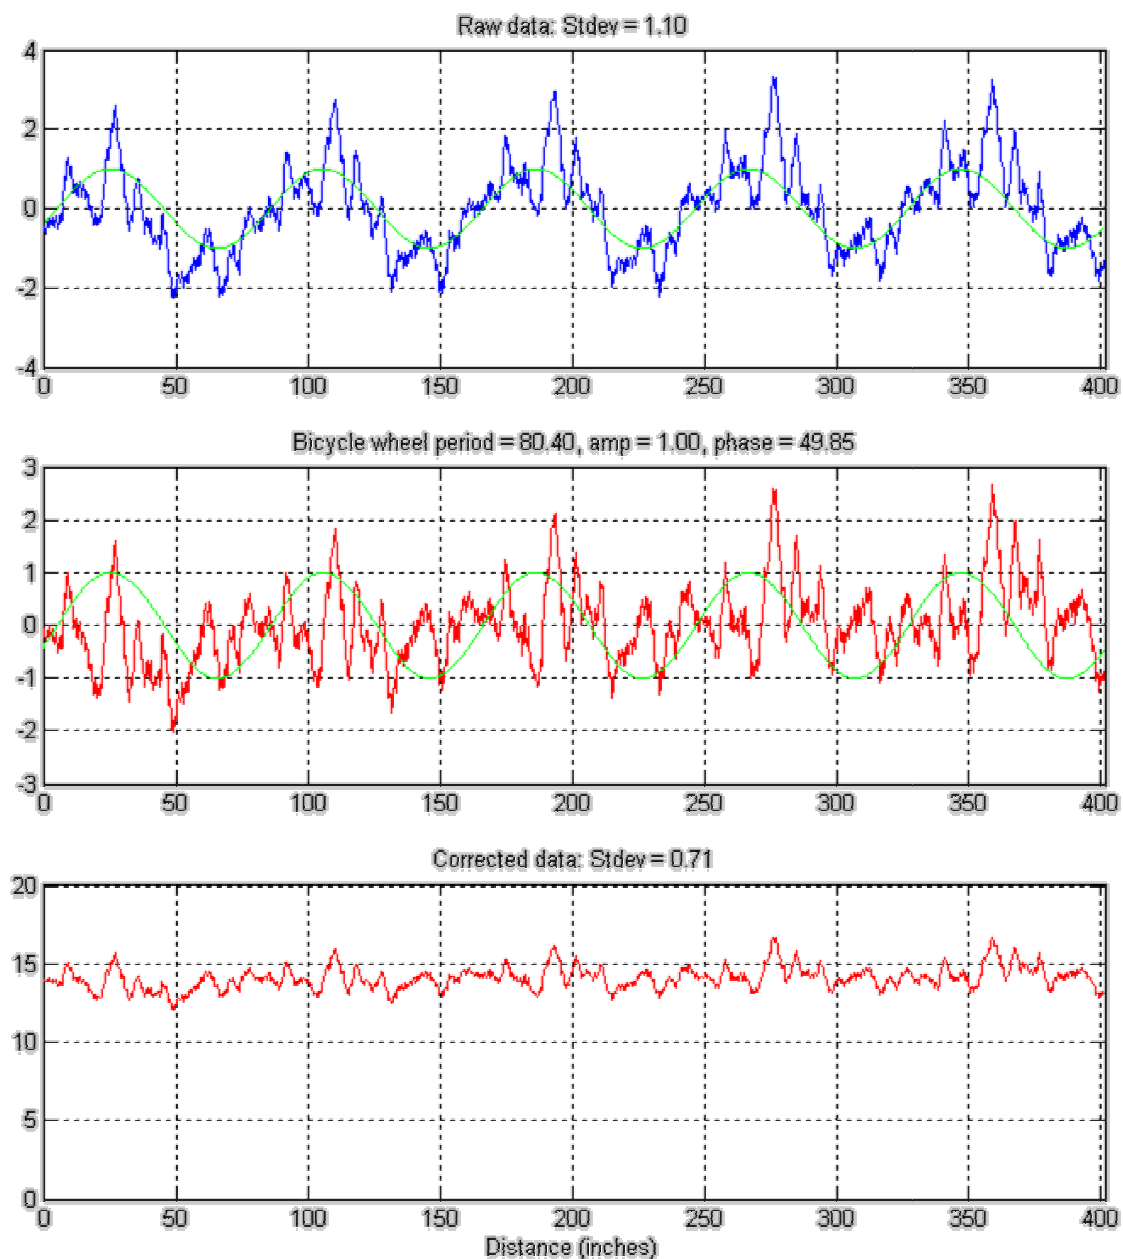 Raw data: Stdev = 1.10
4
2
0
-2
-4
0 50 100 150 200 250 300 350 400
Bicycle wheel period = 80.40, amp = 1.00, phase = 49.85
3
2
1
0
-1
-2
-3
0 50 100 150 200 250 300 350 400
Corrected data: Stdev = 0.71
20
15
10
5
0
0 50 100 150 200 250 300 350 400
Distance (inches)